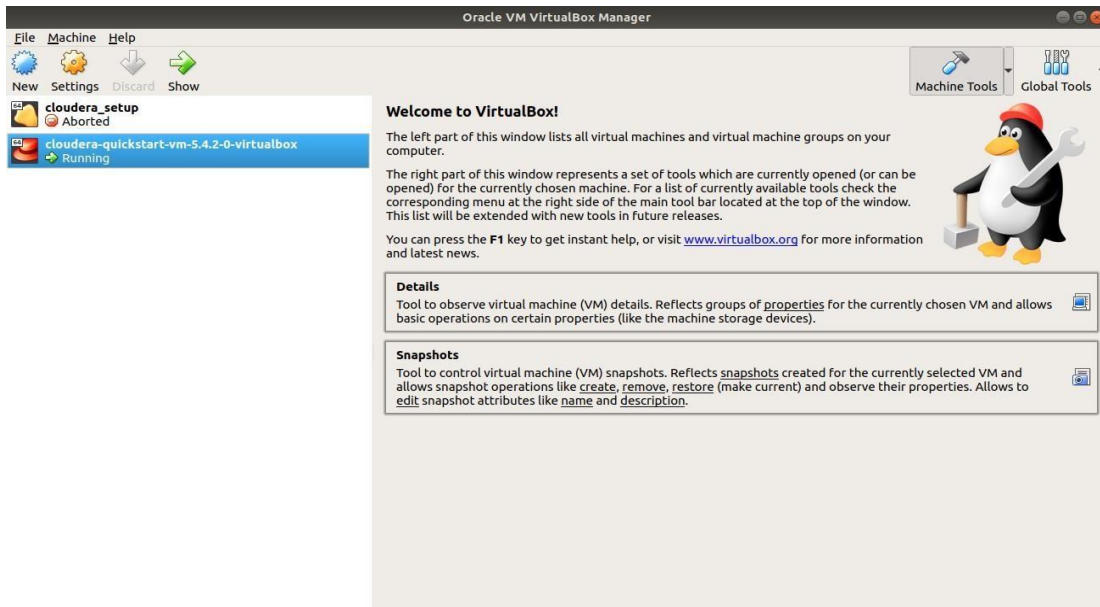 Oracle VM VirtualBox Manager
File Machine Help
New Settings Discard Show
Machine Tools Global Tools
64
cloudera_setup
Aborted
64
cloudera-quickstart-vm-5.4.2-0-virtualbox
Running
Welcome to VirtualBox!
The left part of this window lists all virtual machines and virtual machine groups on your
computer.
The right part of this window represents a set of tools which are currently opened (or can be
opened) for the currently chosen machine. For a list of currently available tools check the
corresponding menu at the right side of the main tool bar located at the top of the window.
This list will be extended with new tools in future releases.
You can press the F1 key to get instant help, or visit www.virtualbox.org for more information
and latest news.
Details
Tool to observe virtual machine (VM) details. Reflects groups of properties for the currently chosen VM and allows
basic operations on certain properties (like the machine storage devices).
Snapshots
Tool to control virtual machine (VM) snapshots. Reflects snapshots created for the currently selected VM and
allows snapshot operations like create, remove, restore (make current) and observe their properties. Allows to
edit snapshot attributes like name and description.